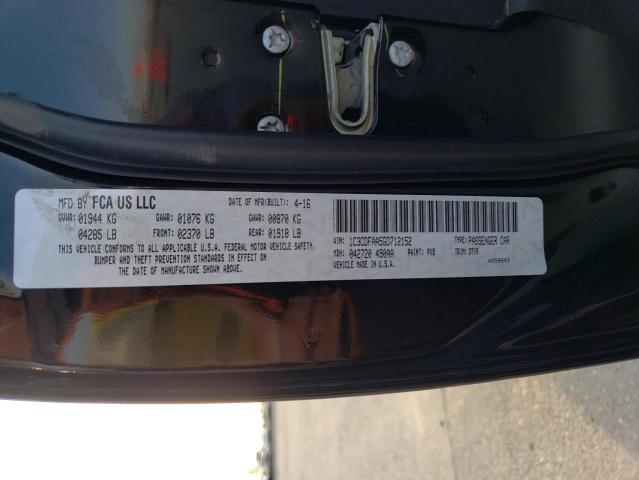 MFD BY FCA US LLC DATE OF MFR(BUILT): 4-16
GVWR: 01944 KG GAWR: 01076 KG GAWR: 00870 KG
04285 LB FRONT: 02370 LB REAR: 01918 LB
THIS VEHICLE CONFORMS TO ALL APPLICABLE U.S.A. FEDERAL MOTOR VEHICLE SAFETY,
BUMPER AND THEFT PREVENTION STANDARDS IN EFFECT ON
THE DATE OF MANUFACTURE SHOWN ABOVE.
VIN: 1C3CDFAA5GD712152 TYPE: PASSENGER CAR
MDH: 042720 490AA PAINT: PXB TRIM: D7X9
VEHICLE MADE IN U.S.A. 4658843